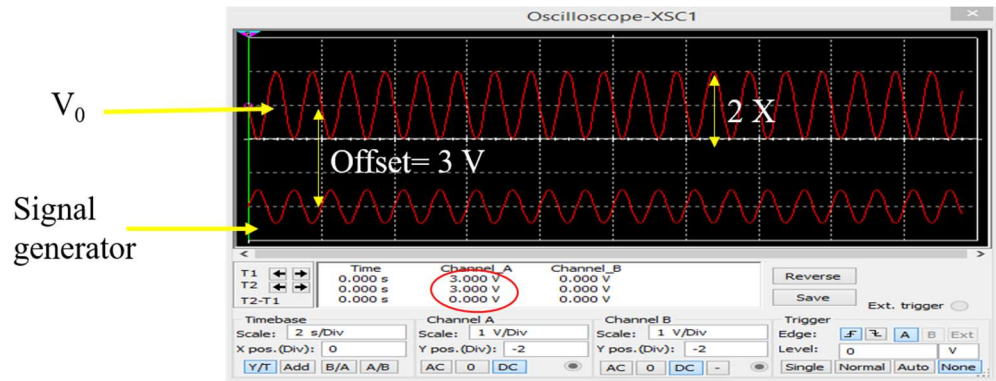 Oscilloscope-XSC1
V0
2 X
Offset= 3 V
Signal
generator
Time Channel_A Channel_B
T1 0.000 s 3.000 V 0.000 V
T2 0.000 s 3.000 V 0.000 V
T2-T1 0.000 s 0.000 V 0.000 V
Reverse
Save
Ext. trigger
Timebase Channel A Channel B Trigger
Scale: 2 s/Div Scale: 1 V/Div Scale: 1 V/Div Edge: A B Ext
X pos.(Div): 0 Y pos.(Div): -2 Y pos.(Div): -2 Level: 0 V
Y/T Add B/A A/B AC 0 DC AC 0 DC - Single Normal Auto None